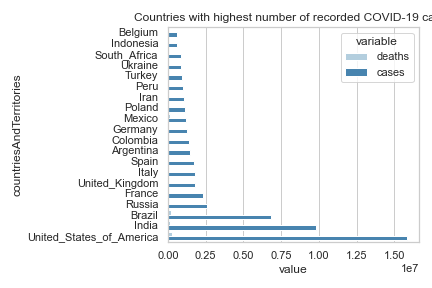 Countries with highest number of recorded COVID-19 ca
variable
deaths
cases
countriesAndTerritories
Belgium
Indonesia
South_Africa
Ukraine
Turkey
Peru
Iran
Poland
Mexico
Germany
Colombia
Argentina
Spain
Italy
United_Kingdom
France
Russia
Brazil
India
United_States_of_America
0.00 0.25 0.50 0.75 1.00 1.25 1.50
1e7
value